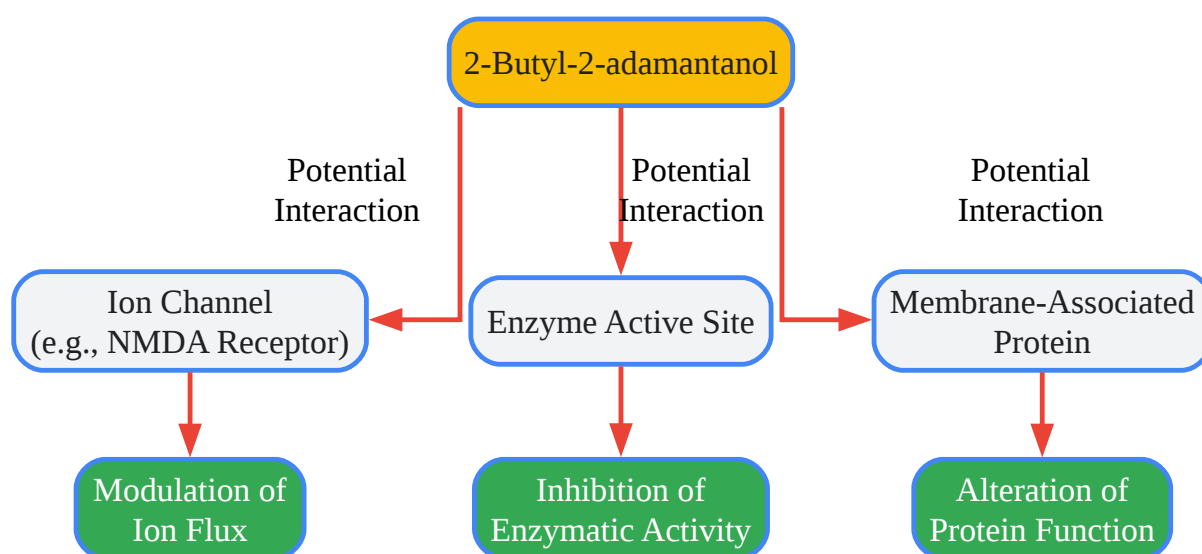 2-Butyl-2-adamantanol
Potential
Interaction
Potential
Interaction
Potential
Interaction
Ion Channel
(e.g., NMDA Receptor)
Enzyme Active Site
Membrane-Associated
Protein
Modulation of
Ion Flux
Inhibition of
Enzymatic Activity
Alteration of
Protein Function